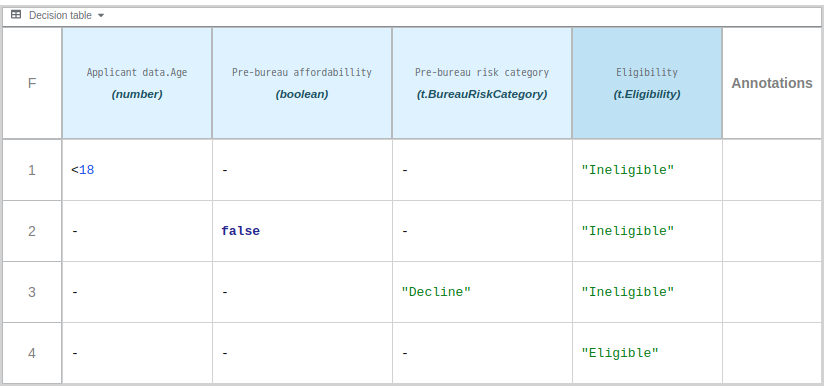 Decision table
F
Applicant data.Age
(number)
Pre-bureau affordabillity
(boolean)
Pre-bureau risk category
(t.BureauRiskCategory)
Eligibility
(t.Eligibility)
Annotations
1 <18 - - "Ineligible"
2 - false - "Ineligible"
3 - - "Decline" "Ineligible"
4 - - - "Eligible"